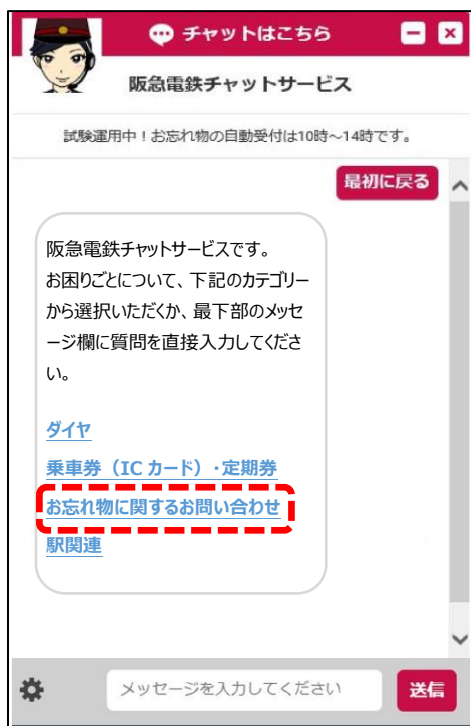 チャットはこちら
阪急電鉄チャットサービス
試験運用中！お忘れ物の自動受付は10時～14時です。
最初に戻る
阪急電鉄チャットサービスです。
お困りごとについて、下記のカテゴリー
から選択いただくか、最下部のメッセ
ージ欄に質問を直接入力してくださ
い。
ダイヤ
乗車券（IC カード）・定期券
お忘れ物に関するお問い合わせ
駅関連
メッセージを入力してください
送信